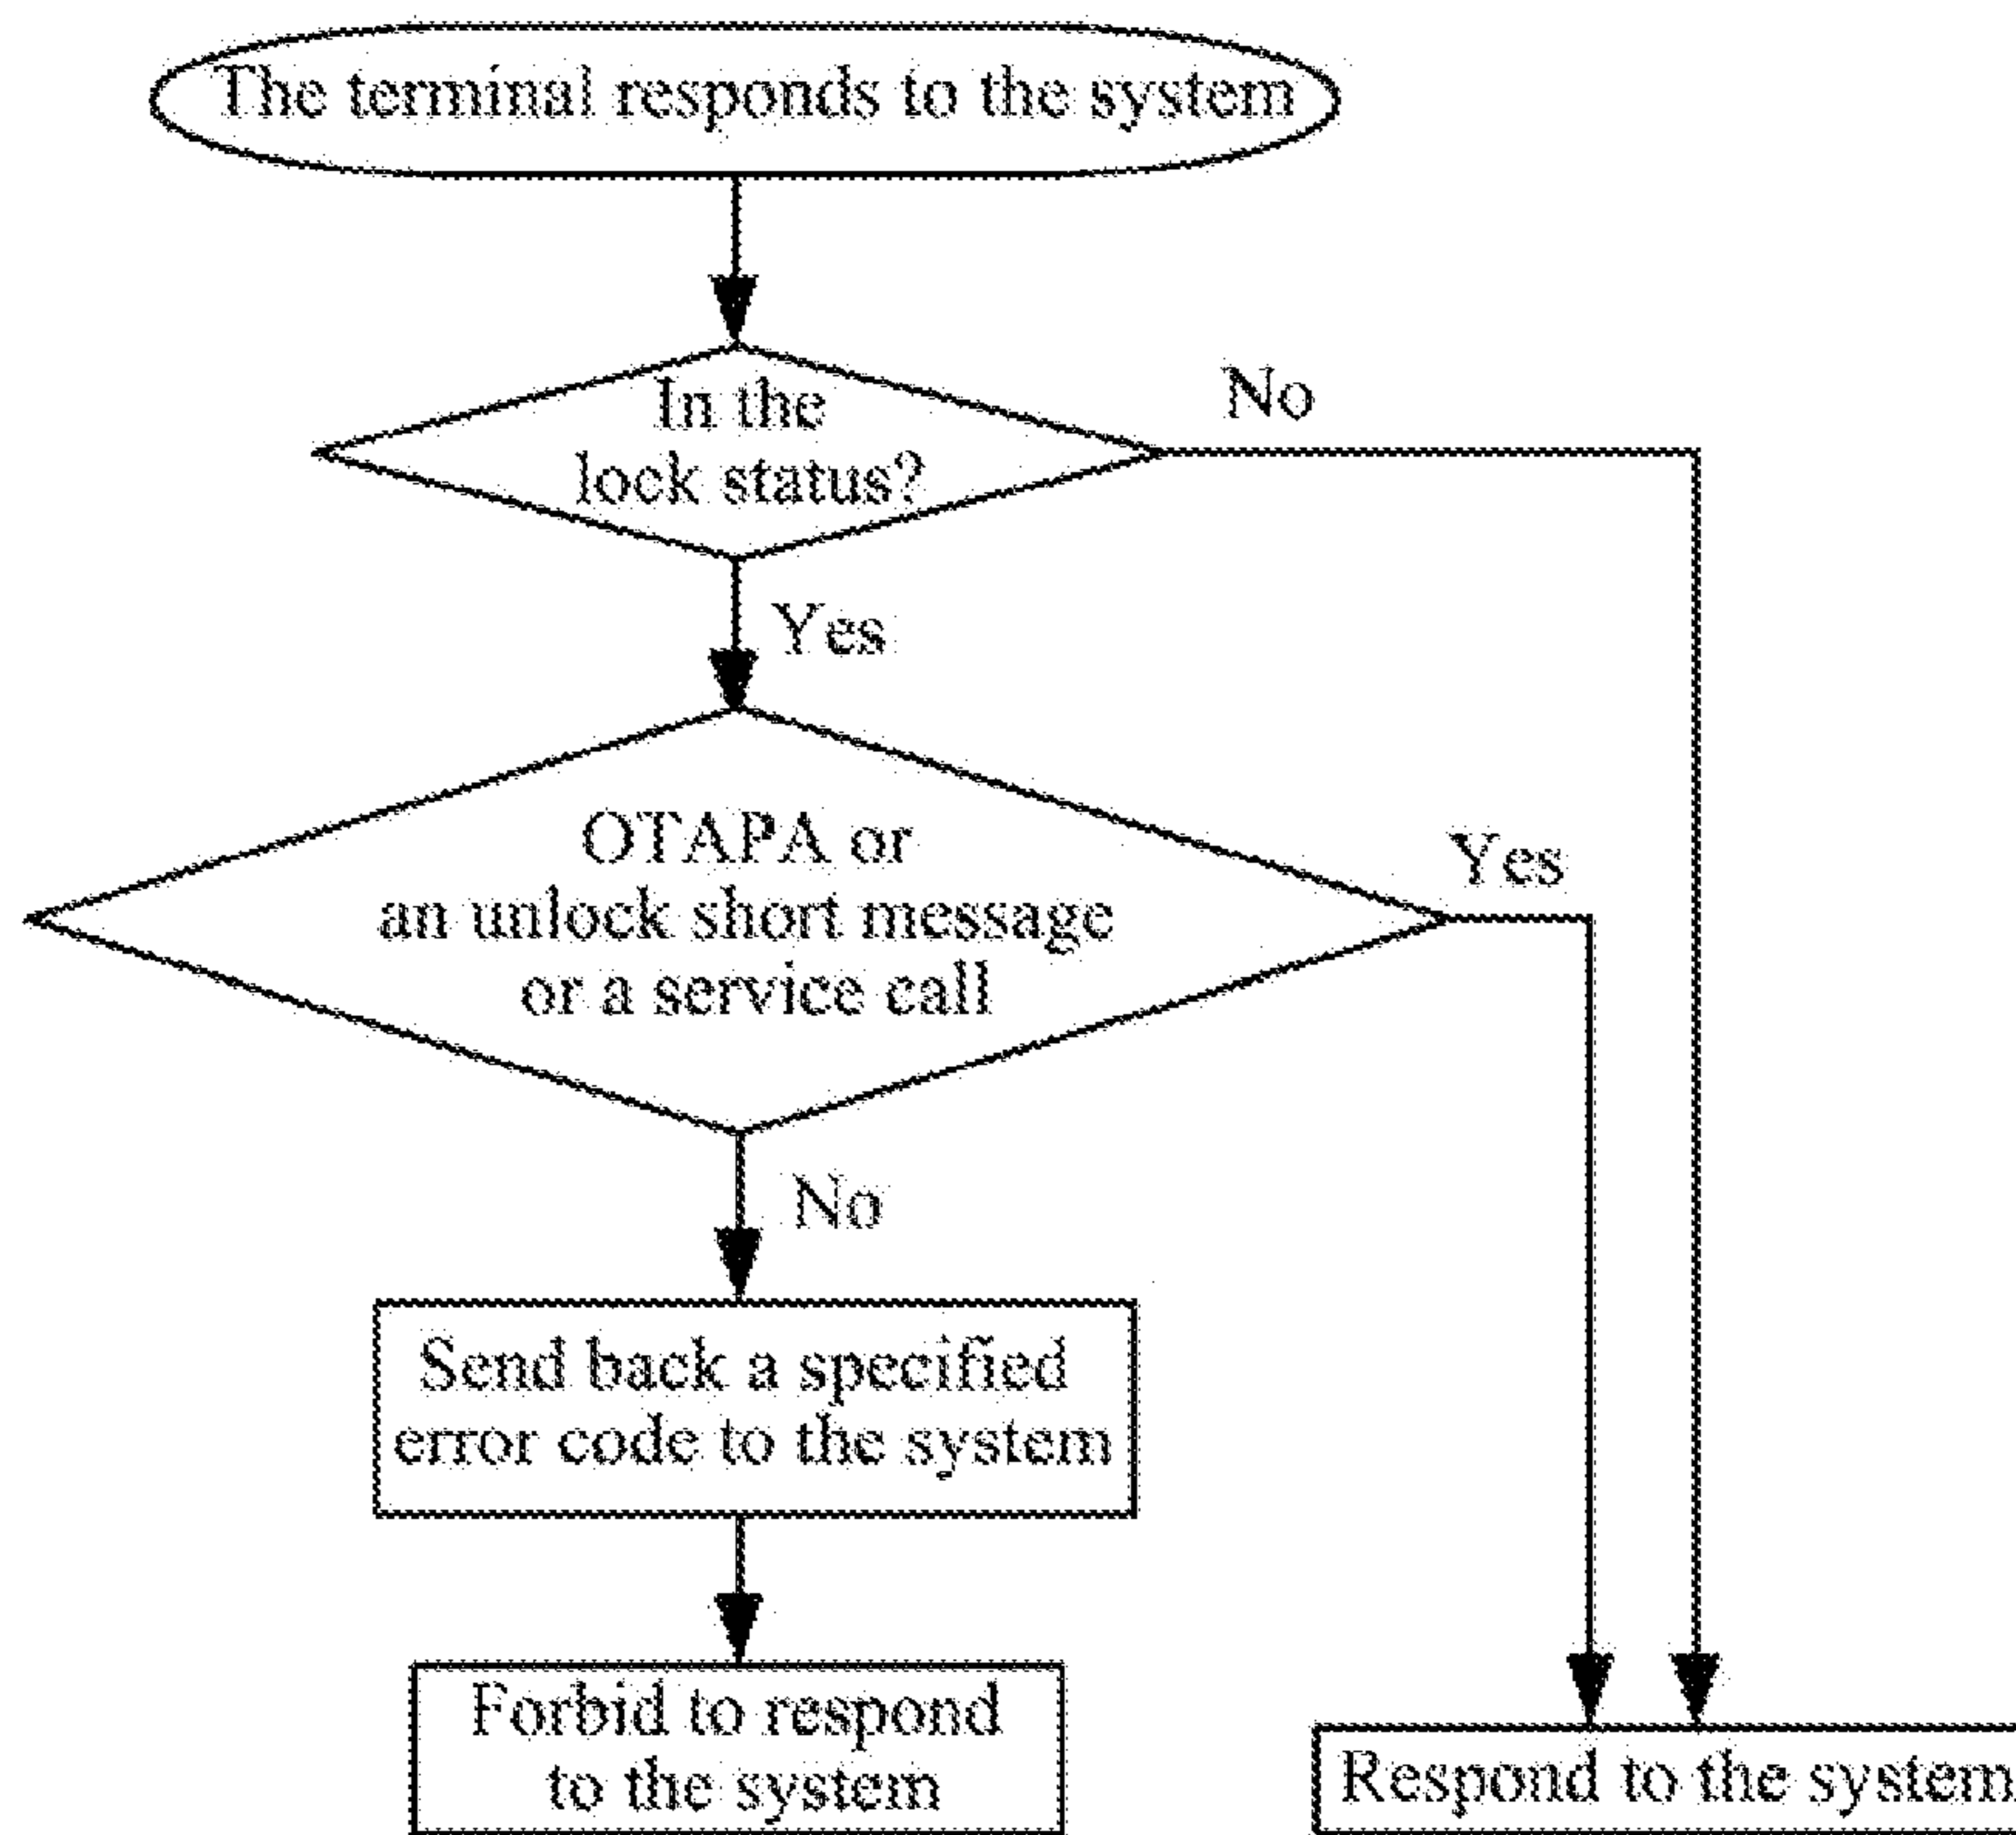 The terminal responds to the system
In the
lock status?
No
Yes
OTAPA or
an unlock short message
or a service call
Yes
No
Send back a specified
error code to the system
Forbid to respond
to the system
Respond to the system